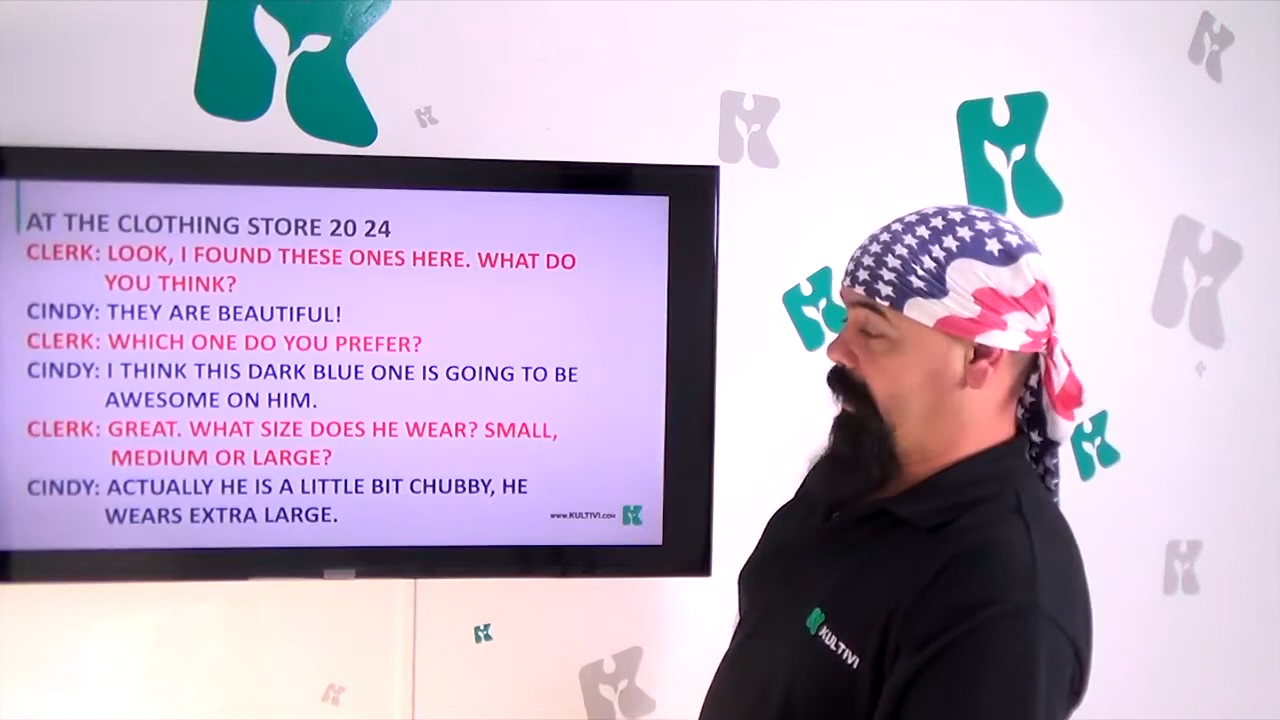 AT THE CLOTHING STORE 20 24
CLERK: LOOK, I FOUND THESE ONES HERE. WHAT DO
YOU THINK?
CINDY: THEY ARE BEAUTIFUL!
CLERK: WHICH ONE DO YOU PREFER?
CINDY: I THINK THIS DARK BLUE ONE IS GOING TO BE
AWESOME ON HIM.
CLERK: GREAT. WHAT SIZE DOES HE WEAR? SMALL,
MEDIUM OR LARGE?
CINDY: ACTUALLY HE IS A LITTLE BIT CHUBBY, HE
WEARS EXTRA LARGE.
www.KULTIVI.COM
KULTIVI